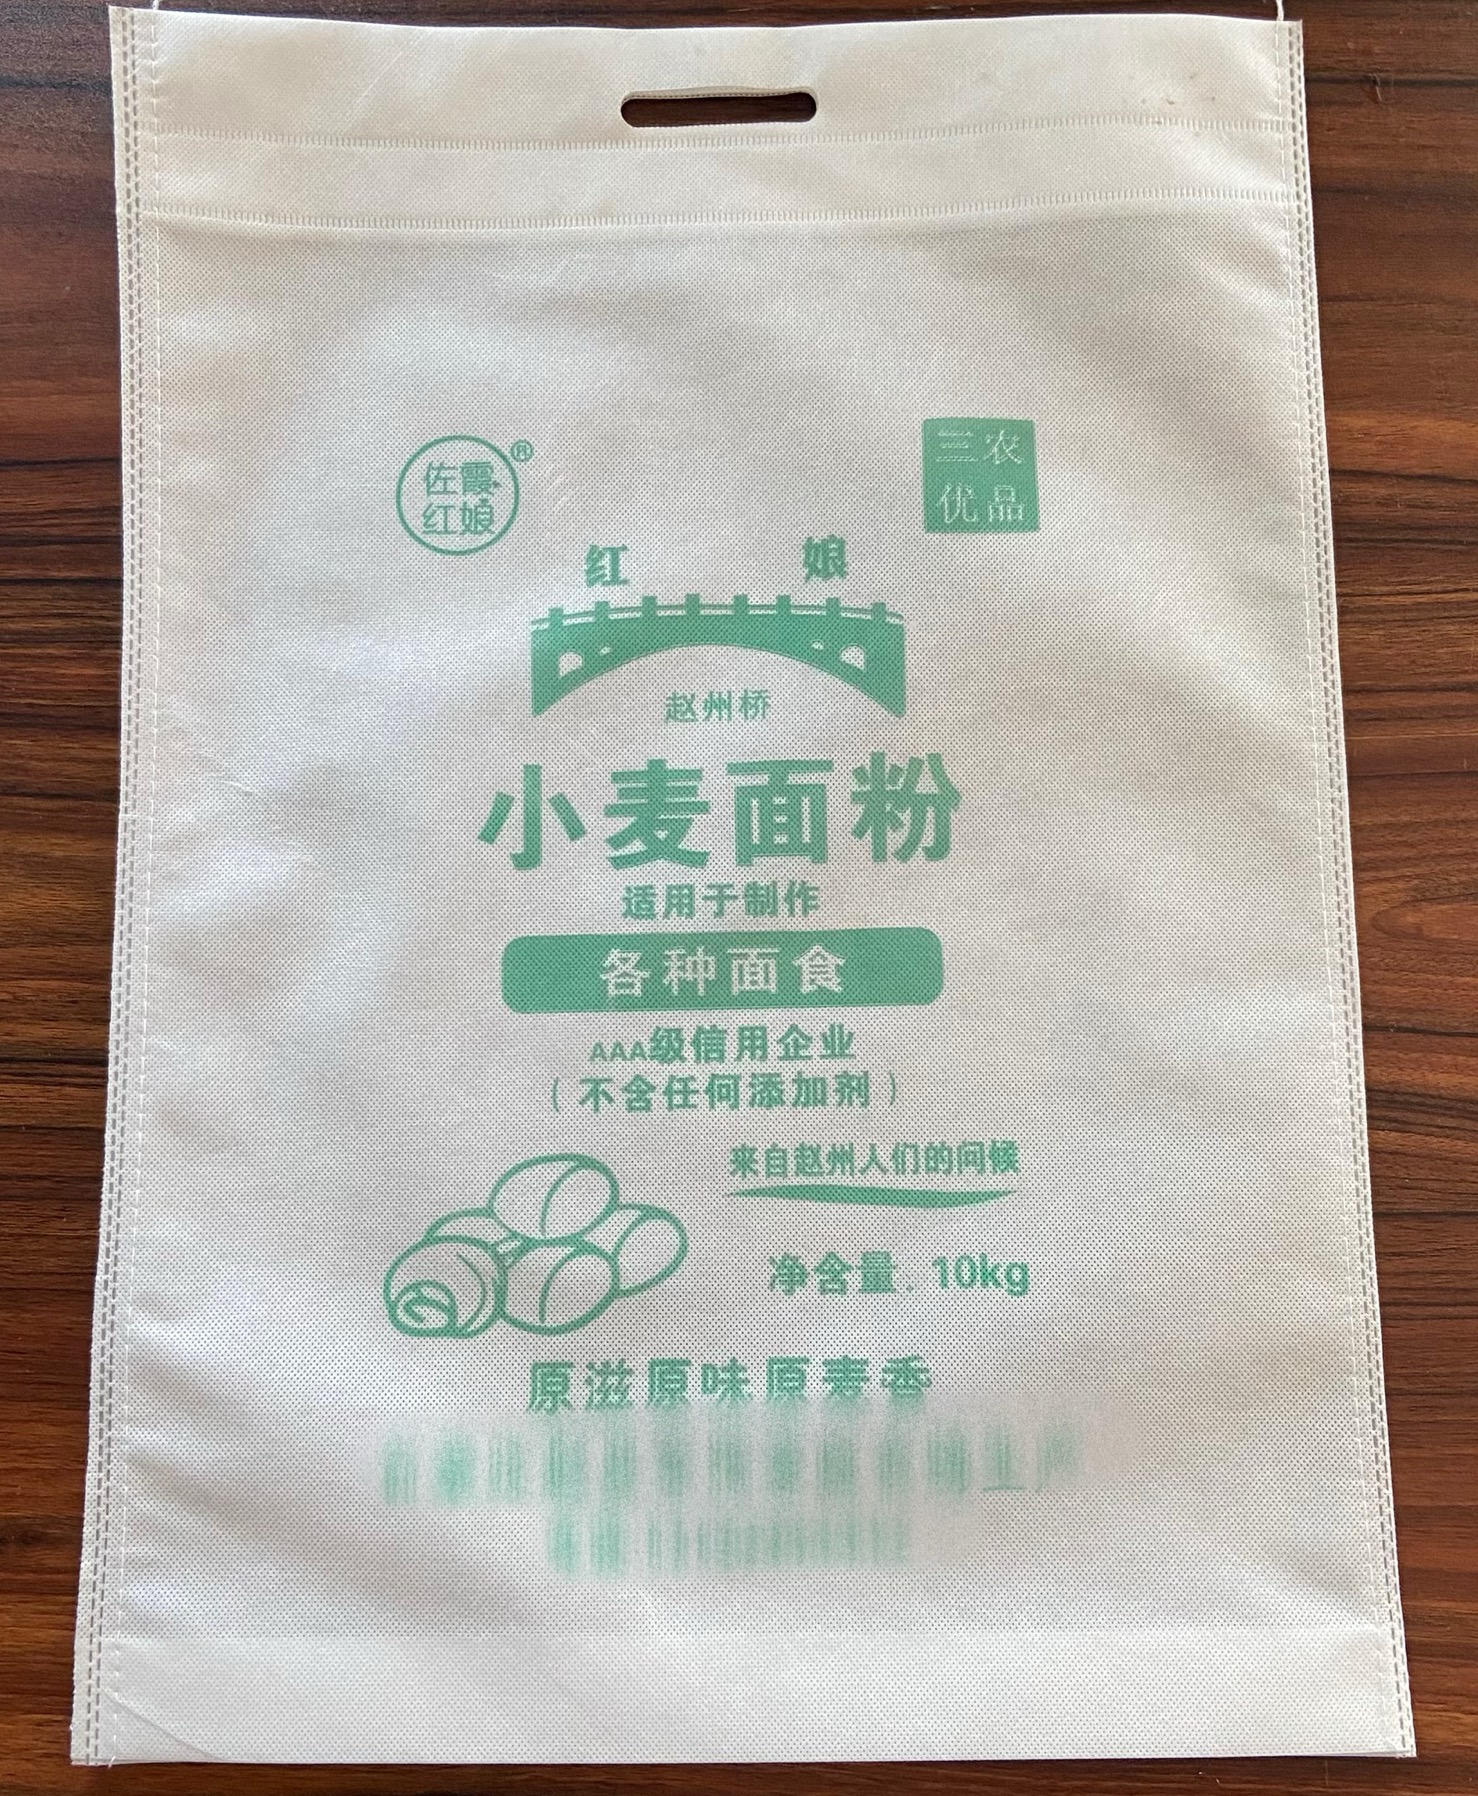 佐霞
红娘
®
三农
优品
红 娘
赵州桥
小麦面粉
适用于制作
各种面食
AAA级信用企业
（不含任何添加剂）
来自赵州人们的问候
净含量：10kg
原滋原味原麦香